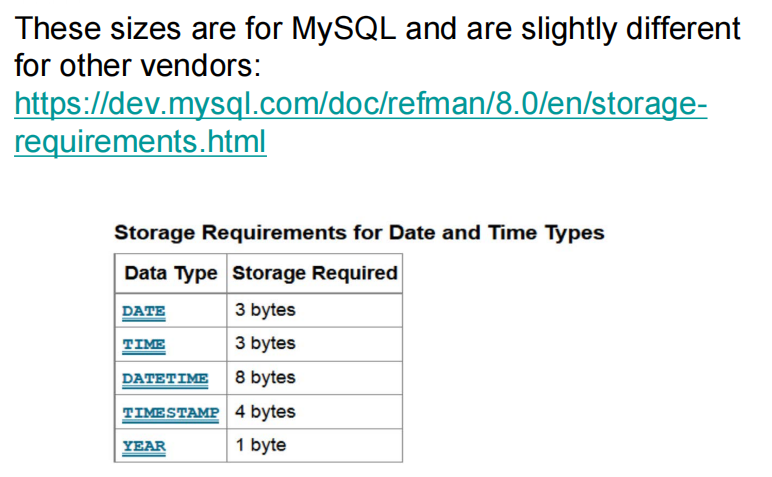 These sizes are for MySQL and are slightly different
for other vendors:
https://dev.mysql.com/doc/refman/8.0/en/storage-
requirements.html
Storage Requirements for Date and Time Types
Data Type Storage Required
DATE 3 bytes
TIME 3 bytes
DATETIME 8 bytes
TIMESTAMP 4 bytes
YEAR 1 byte